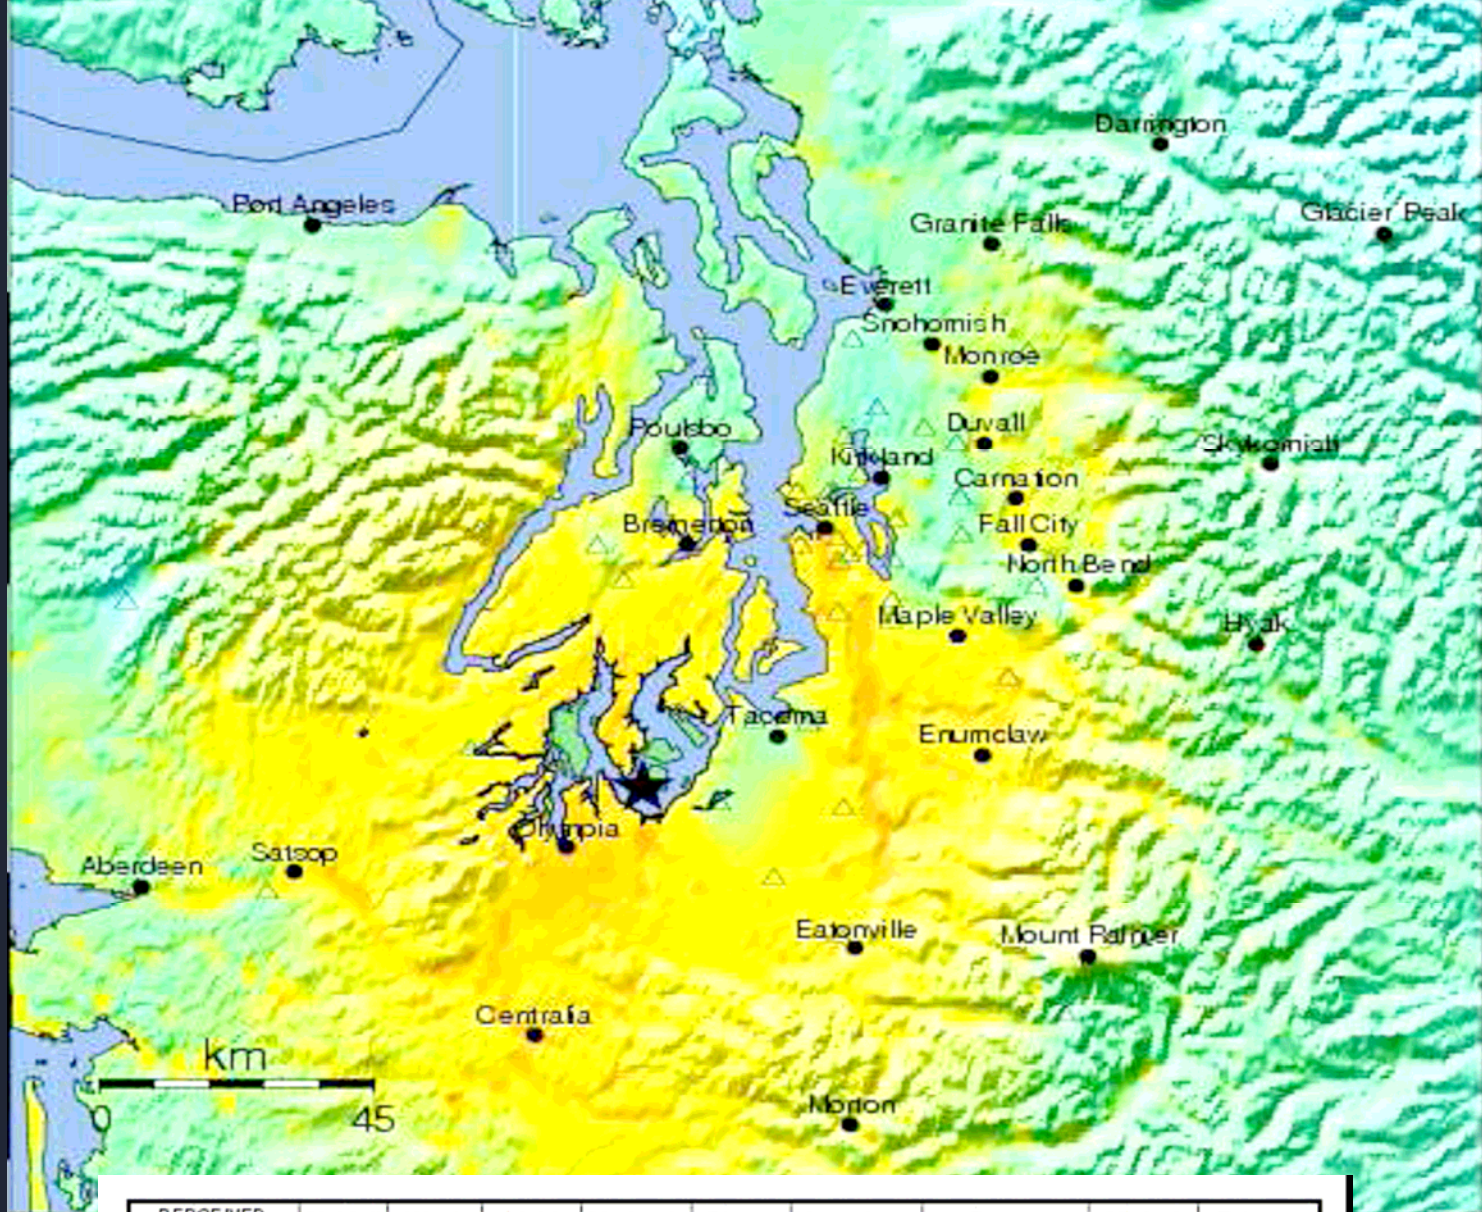 Darrington
Port Angeles
Glacier Peak
Granite Falls
Everett
Snohomish
Monroe
Duvall
Poulsbo
Skykomish
Kirkland
Carnation
Seattle
Bremerton
Fall City
North Bend
Maple Valley
Hyak
Tacoma
Enumclaw
Olympia
Satsop
Aberdeen
Eatonville
Mount Rainier
Centralia
km
0 45
Morton